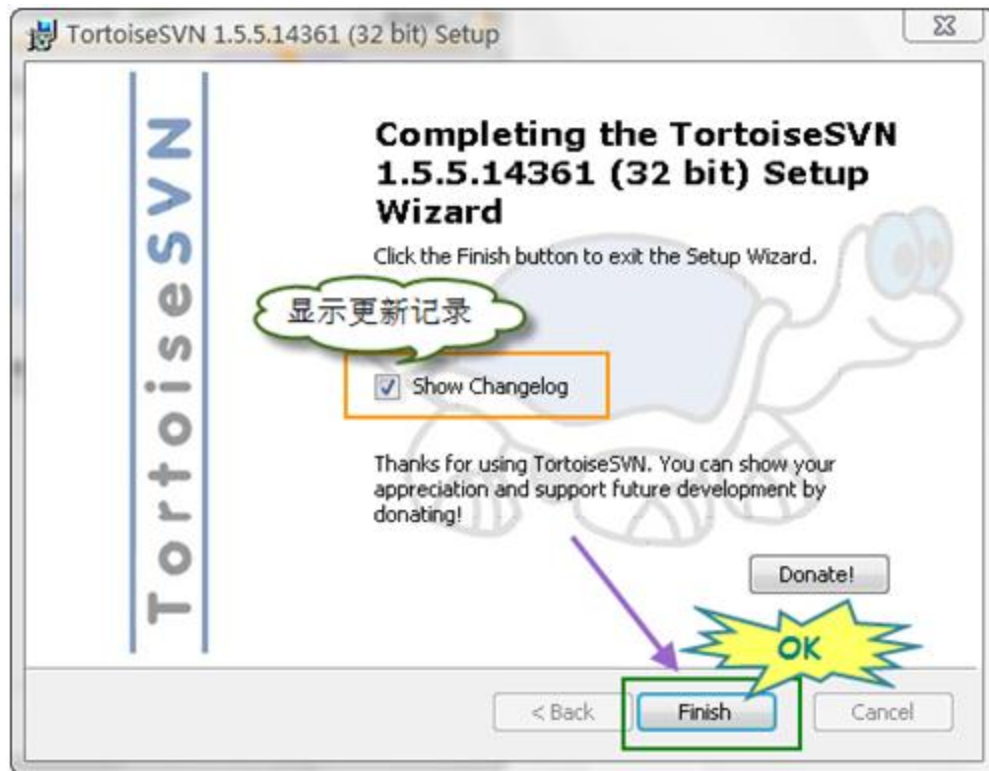 TortoiseSVN 1.5.5.14361 (32 bit) Setup
TortoiseSVN
Completing the TortoiseSVN
1.5.5.14361 (32 bit) Setup
Wizard
Click the Finish button to exit the Setup Wizard.
显示更新记录
Show Changelog
Thanks for using TortoiseSVN. You can show your
appreciation and support future development by
donating!
Donate!
OK
< Back
Finish
Cancel